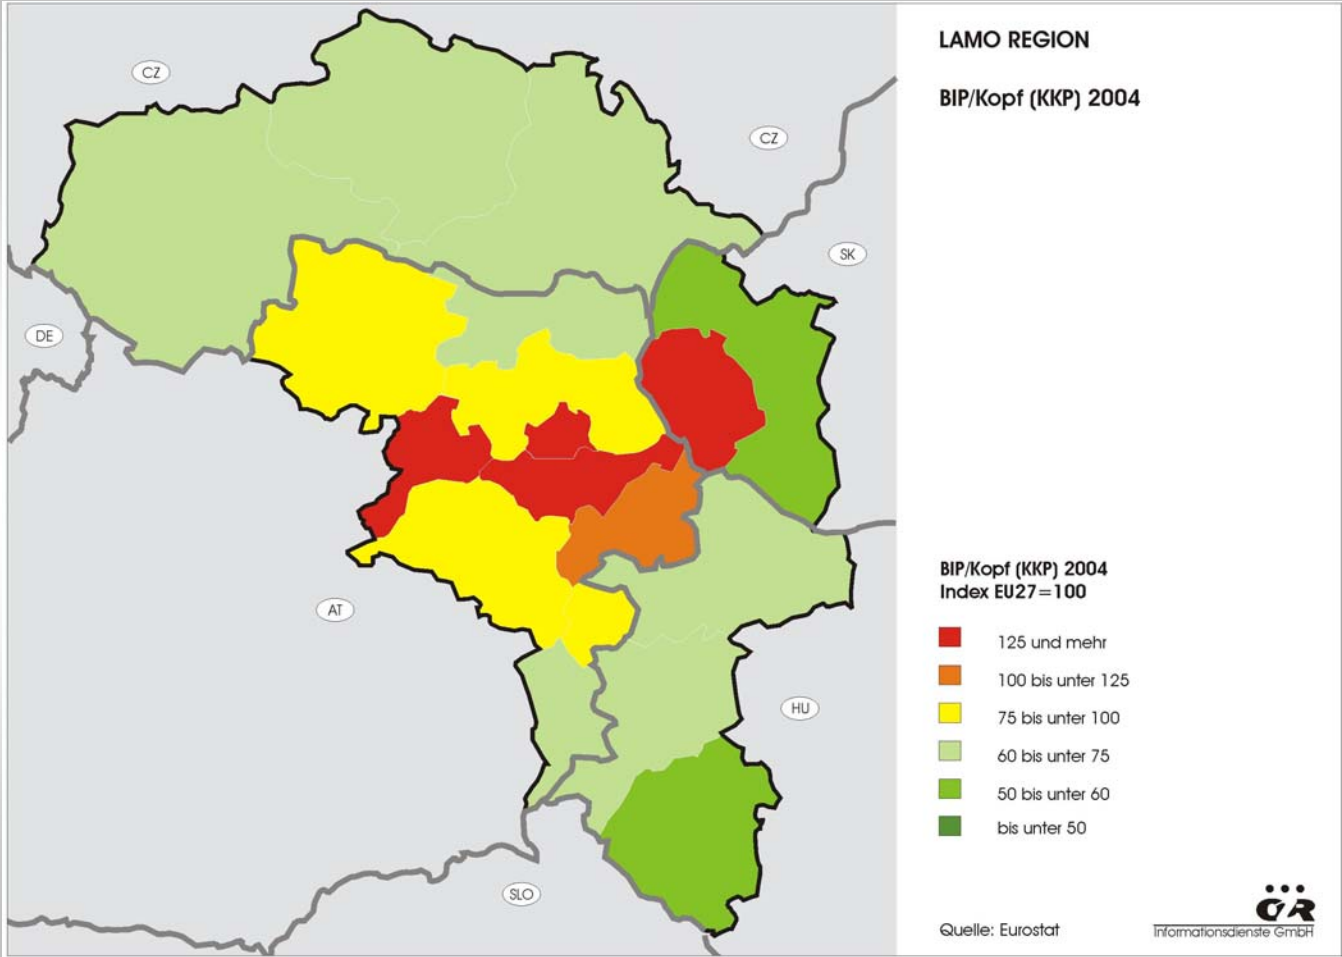 LAMO REGION
BIP/Kopf (KKP) 2004
CZ
CZ
SK
DE
AT
HU
SLO
BIP/Kopf (KKP) 2004
Index EU27=100
125 und mehr
100 bis unter 125
75 bis unter 100
60 bis unter 75
50 bis unter 60
bis unter 50
Quelle: Eurostat
ÖIR
Informationsdienste GmbH